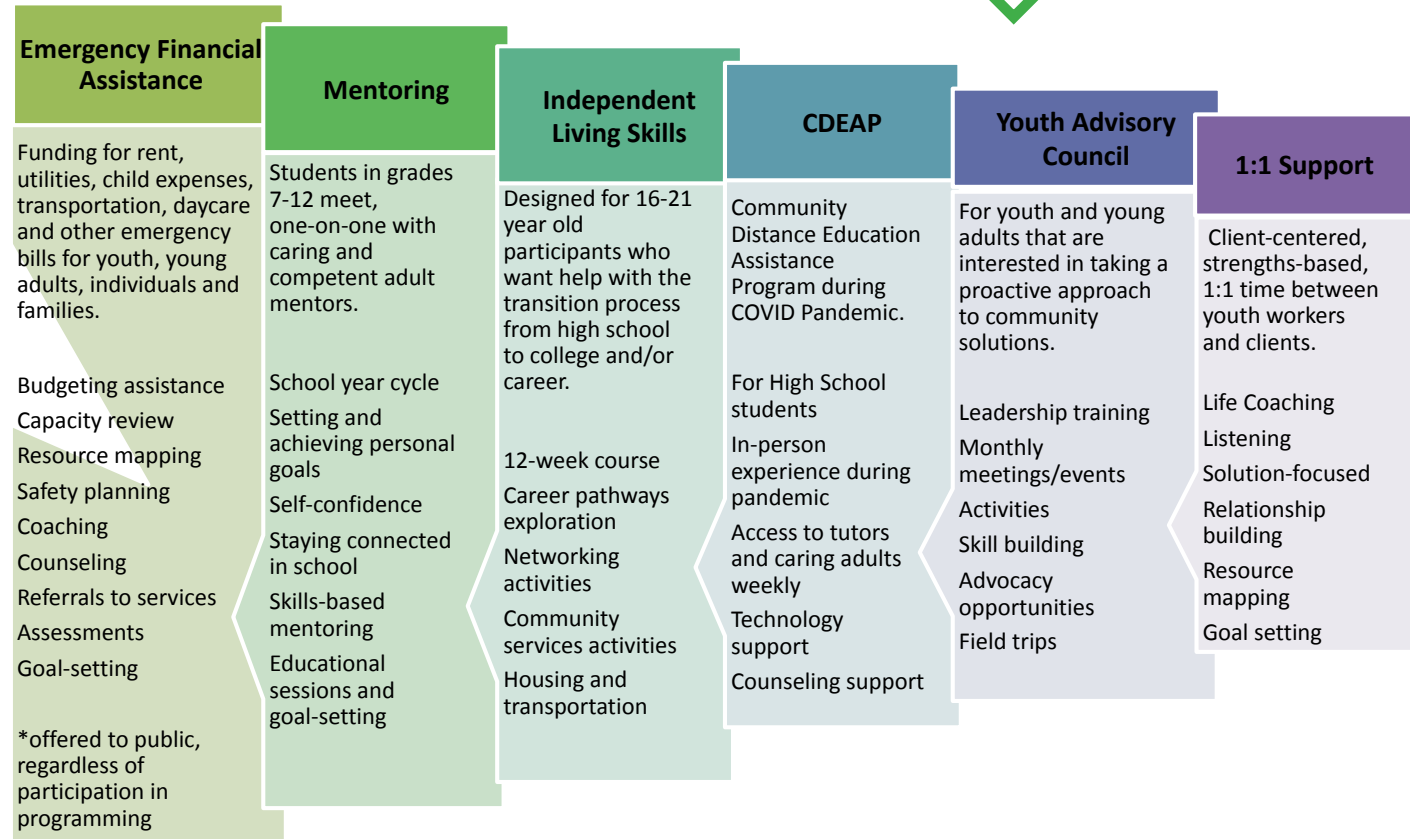 Emergency Financial
Assistance
Funding for rent,
utilities, child expenses,
transportation, daycare
and other emergency
bills for youth, young
adults, individuals and
families.
Budgeting assistance
Capacity review
Resource mapping
Safety planning
Coaching
Counseling
Referrals to services
Assessments
Goal-setting
*offered to public,
regardless of
participation in
programming
Mentoring
Students in grades
7-12 meet,
one-on-one with
caring and
competent adult
mentors.
School year cycle
Setting and
achieving personal
goals
Self-confidence
Staying connected
in school
Skills-based
mentoring
Educational
sessions and
goal-setting
Independent
Living Skills
Designed for 16-21
year old
participants who
want help with the
transition process
from high school
to college and/or
career.
12-week course
Career pathways
exploration
Networking
activities
Community
services activities
Housing and
transportation
CDEAP
Community
Distance Education
Assistance
Program during
COVID Pandemic.
For High School
students
In-person
experience during
pandemic
Access to tutors
and caring adults
weekly
Technology
support
Counseling support
Youth Advisory
Council
For youth and young
adults that are
interested in taking a
proactive approach
to community
solutions.
Leadership training
Monthly
meetings/events
Activities
Skill building
Advocacy
opportunities
Field trips
1:1 Support
Client-centered,
strengths-based,
1:1 time between
youth workers
and clients.
Life Coaching
Listening
Solution-focused
Relationship
building
Resource
mapping
Goal setting